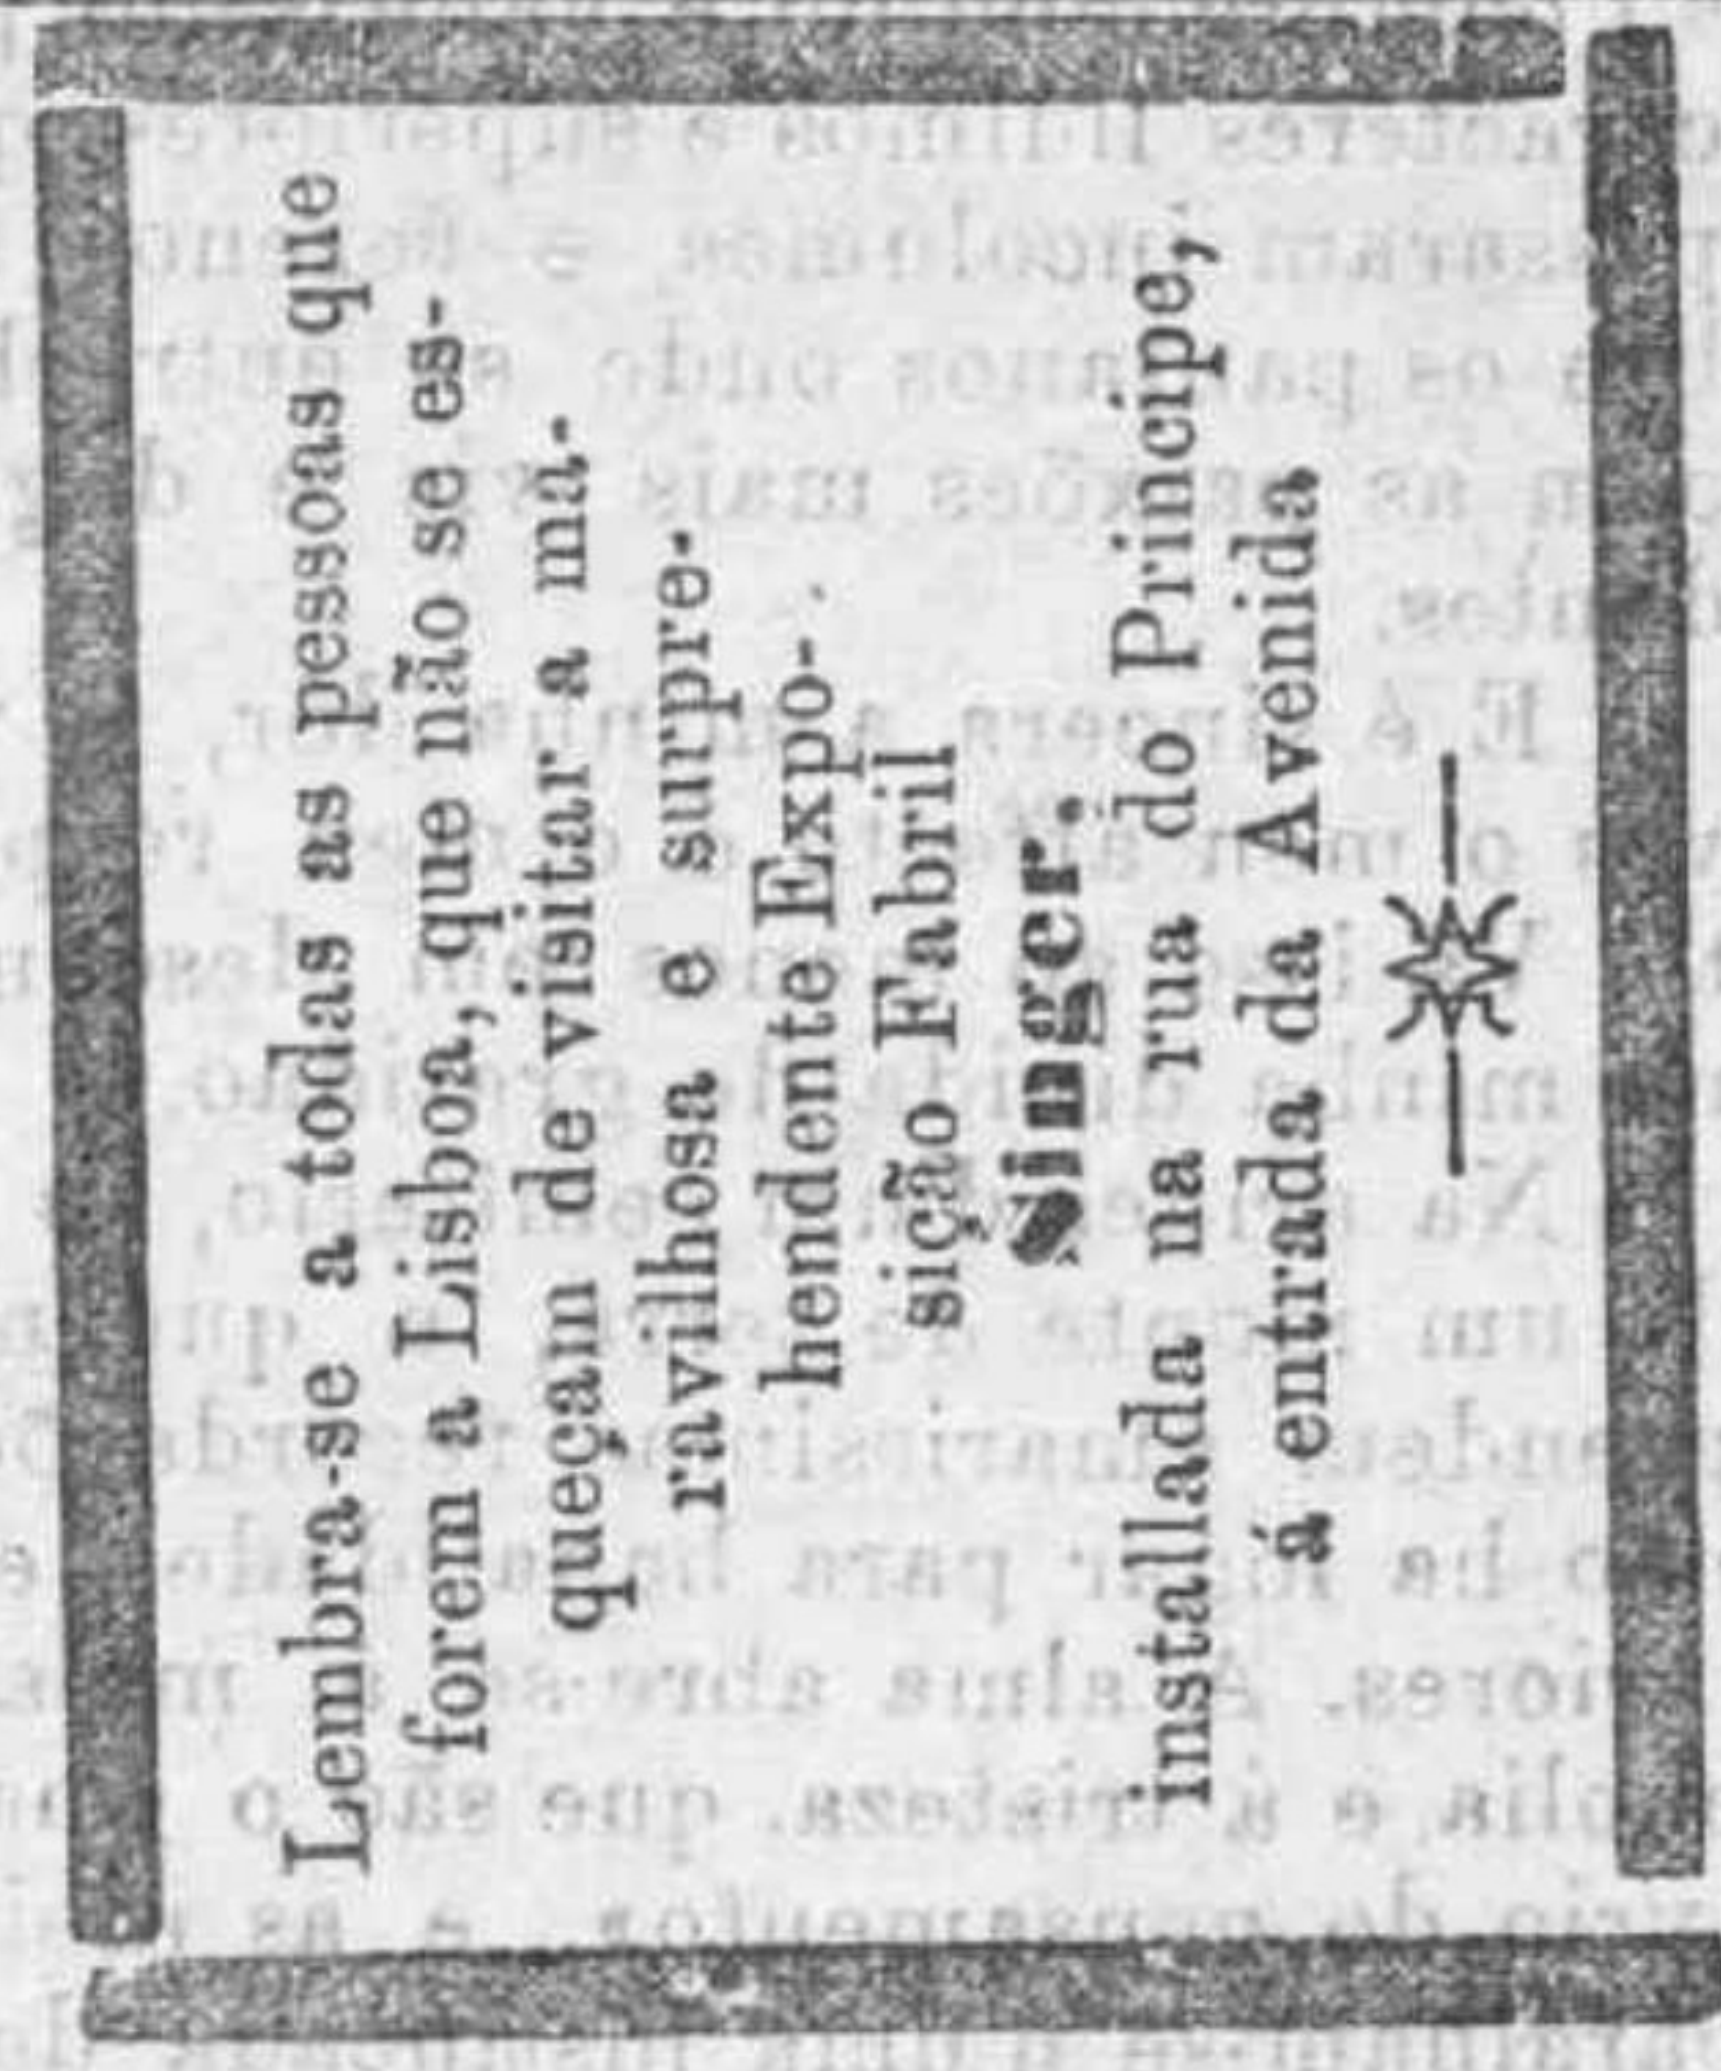 Lembra-se a todas as pessoas que
forem a Lisboa, que não se es-
queçam de visitar a ma-
ravilhosa e surpre-
hendente Expo-
sição Fabril
Singer.
installada na rua do Principe,
á entrada da Avenida